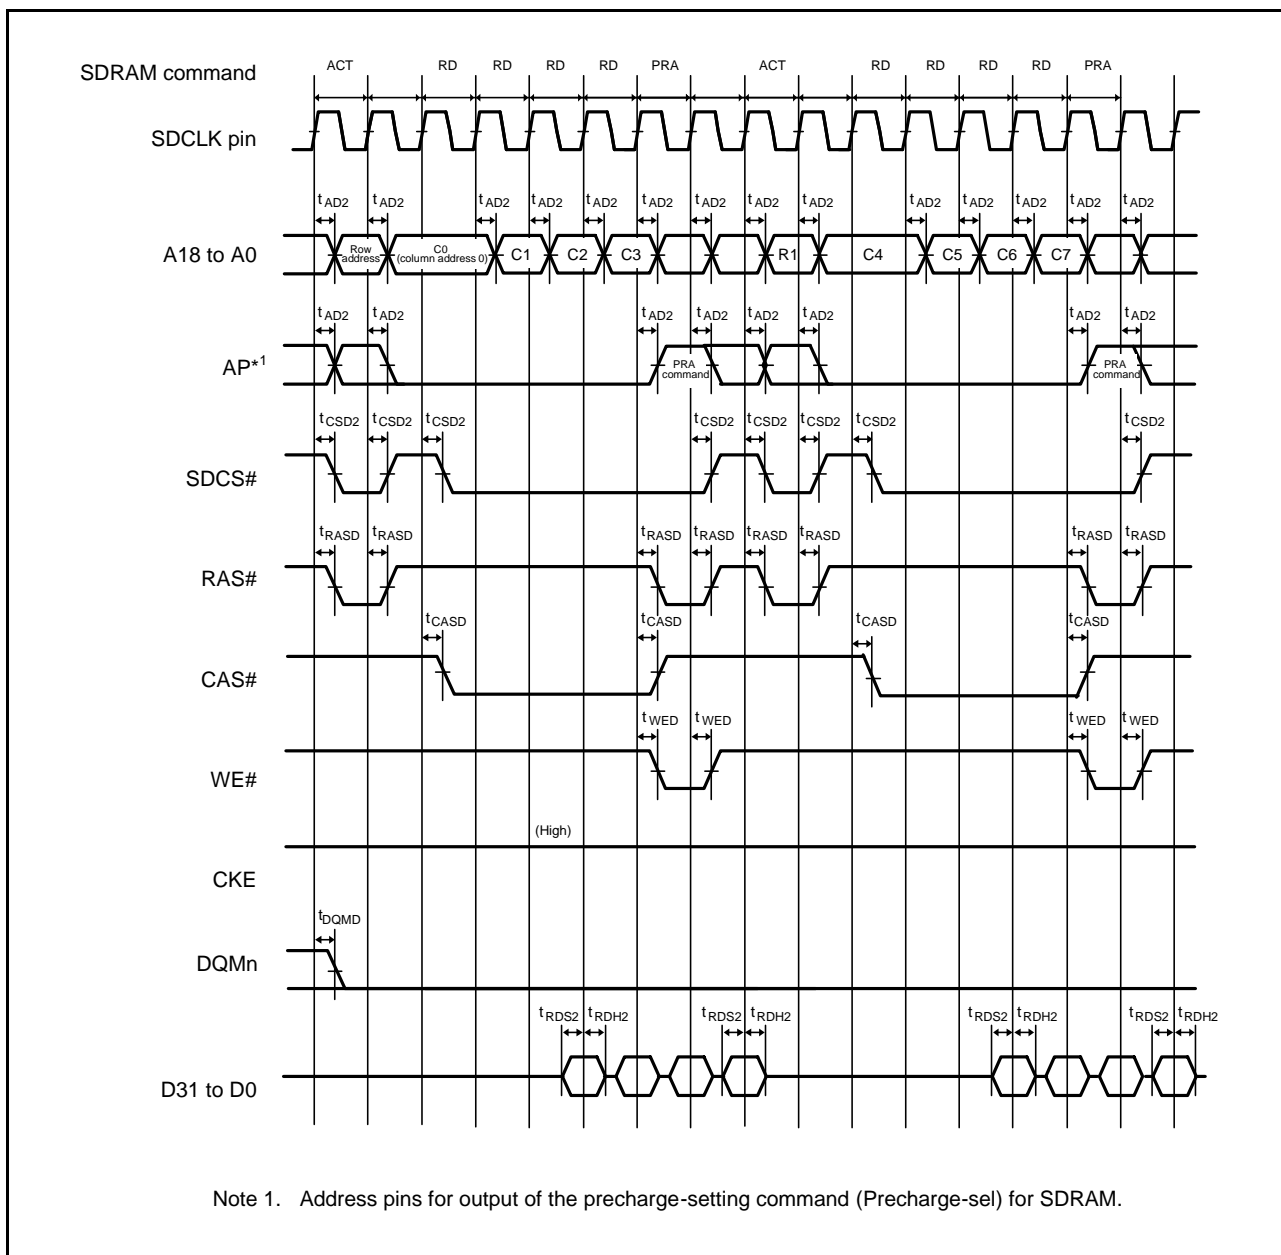 ACT RD RD RD RD PRA ACT RD RD RD RD PRA
SDRAM command
SDCLK pin
tAD2 tAD2 tAD2 tAD2 tAD2 tAD2 tAD2 tAD2 tAD2 tAD2 tAD2 tAD2 tAD2 tAD2
A18 to A0
Row address
C0 (column address 0)
C1 C2 C3 R1 C4 C5 C6 C7
tAD2 tAD2 tAD2 tAD2 tAD2 tAD2 tAD2 tAD2
AP*1
PRA command
PRA command
tCSD2 tCSD2 tCSD2 tCSD2 tCSD2 tCSD2 tCSD2 tCSD2
SDCS#
tRASD tRASD tRASD tRASD tRASD tRASD tRASD tRASD
RAS#
tCASD tCASD tCASD tCASD
CAS#
tWED tWED tWED tWED
WE#
(High)
CKE
tDQMD
DQMn
tRDS2 tRDH2 tRDS2 tRDH2 tRDS2 tRDH2 tRDS2 tRDH2
D31 to D0
Note 1. Address pins for output of the precharge-setting command (Precharge-sel) for SDRAM.